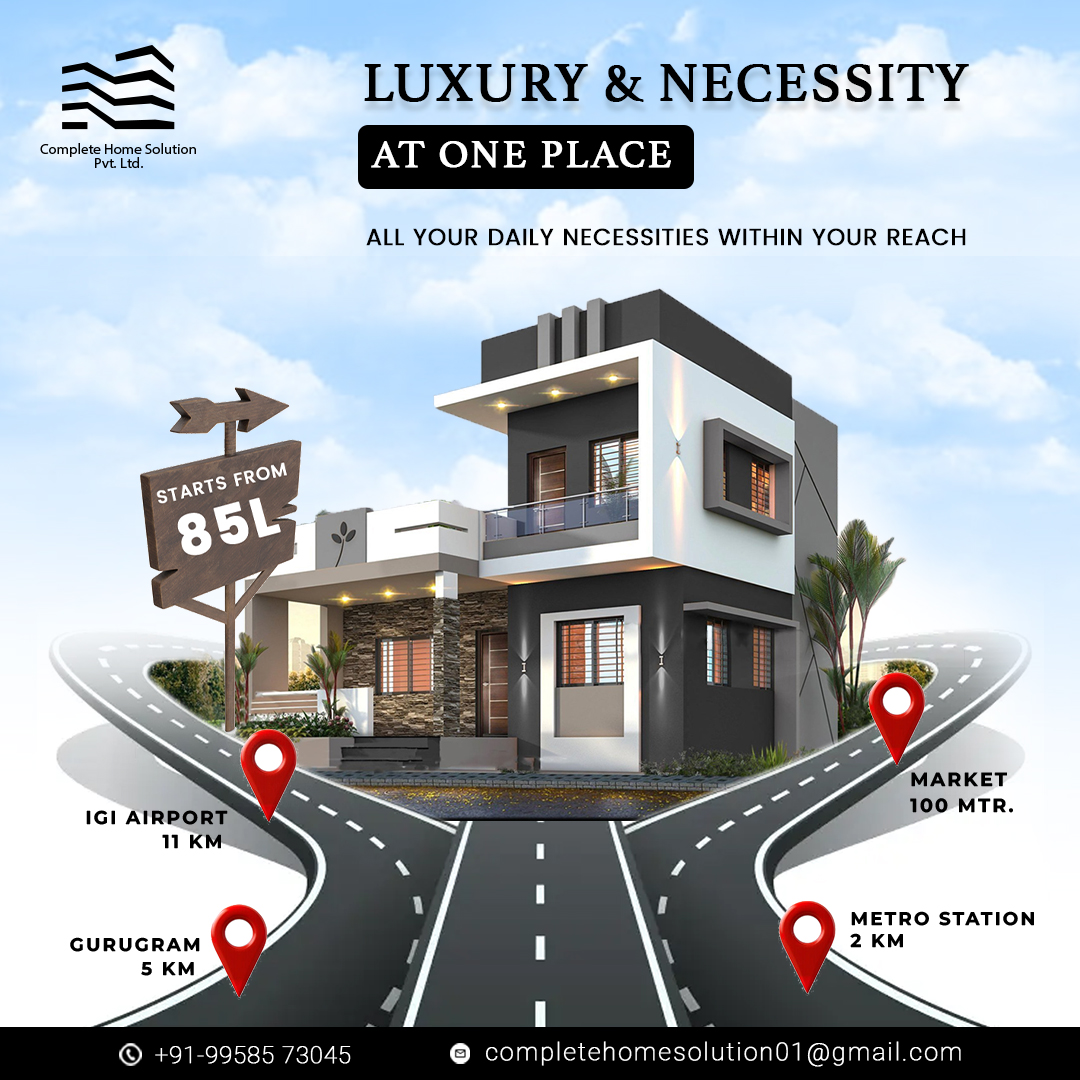 Complete Home Solution
Pvt. Ltd.
LUXURY & NECESSITY
AT ONE PLACE
ALL YOUR DAILY NECESSITIES WITHIN YOUR REACH
STARTS FROM
85L
IGI AIRPORT
11 KM
MARKET
100 MTR.
GURUGRAM
5 KM
METRO STATION
2 KM
+91-99585 73045
completehomesolution01@gmail.com